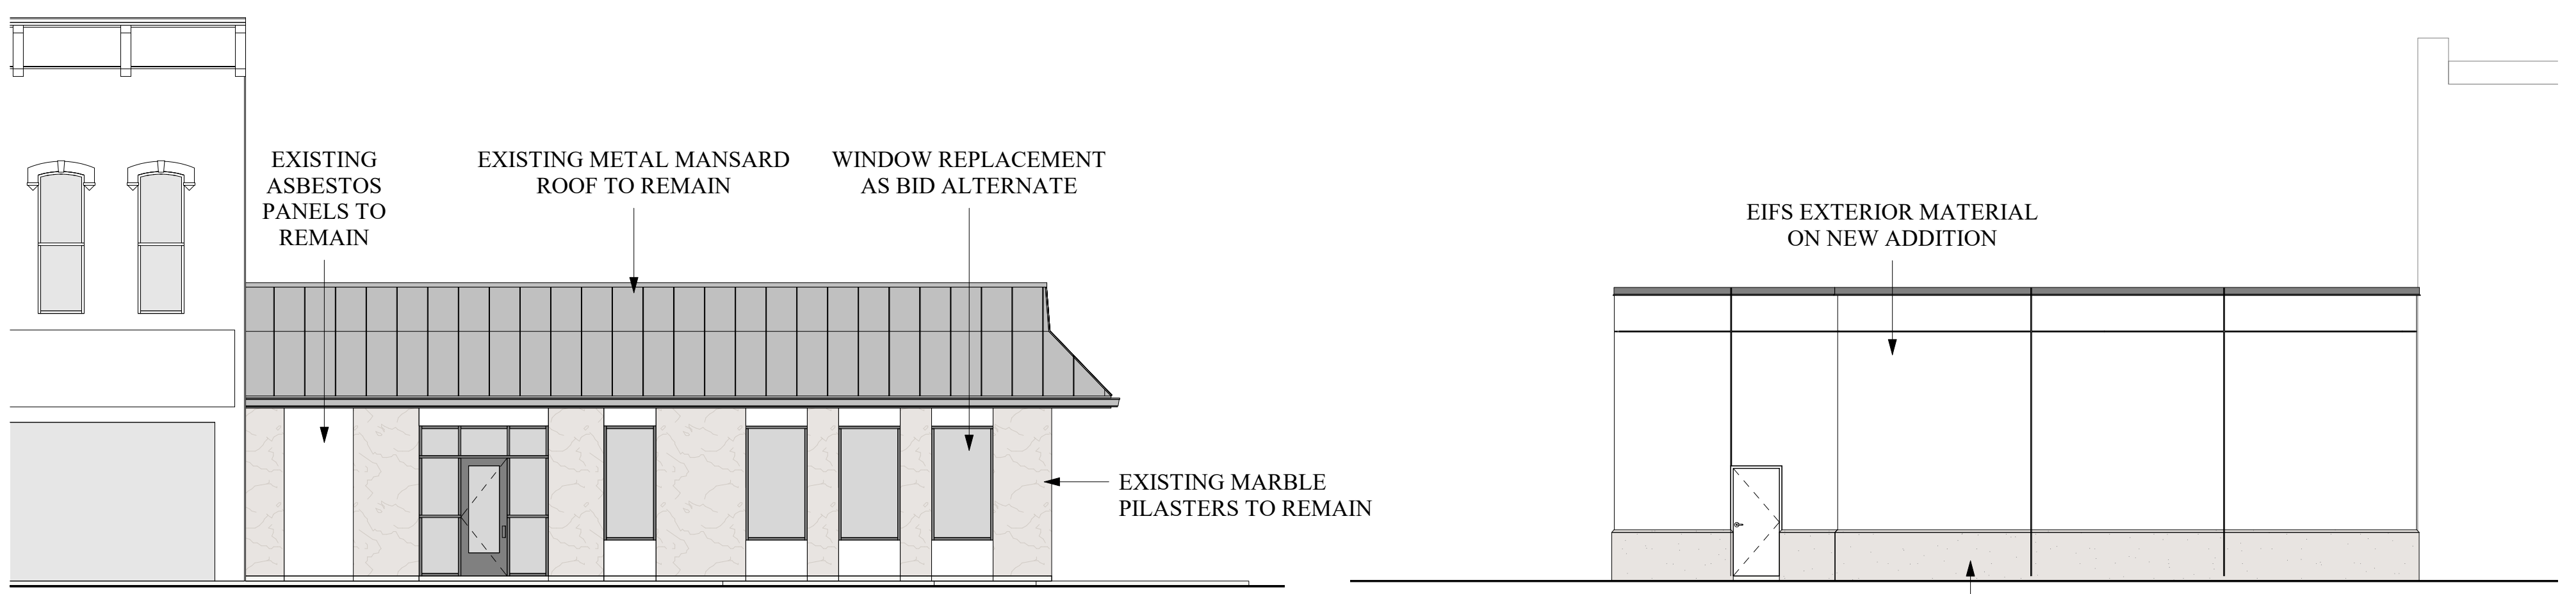 EXISTING
ASBESTOS
PANELS TO
REMAIN
EXISTING METAL MANSARD
ROOF TO REMAIN
WINDOW REPLACEMENT
AS BID ALTERNATE
EXISTING MARBLE
PILASTERS TO REMAIN
EIFS EXTERIOR MATERIAL
ON NEW ADDITION